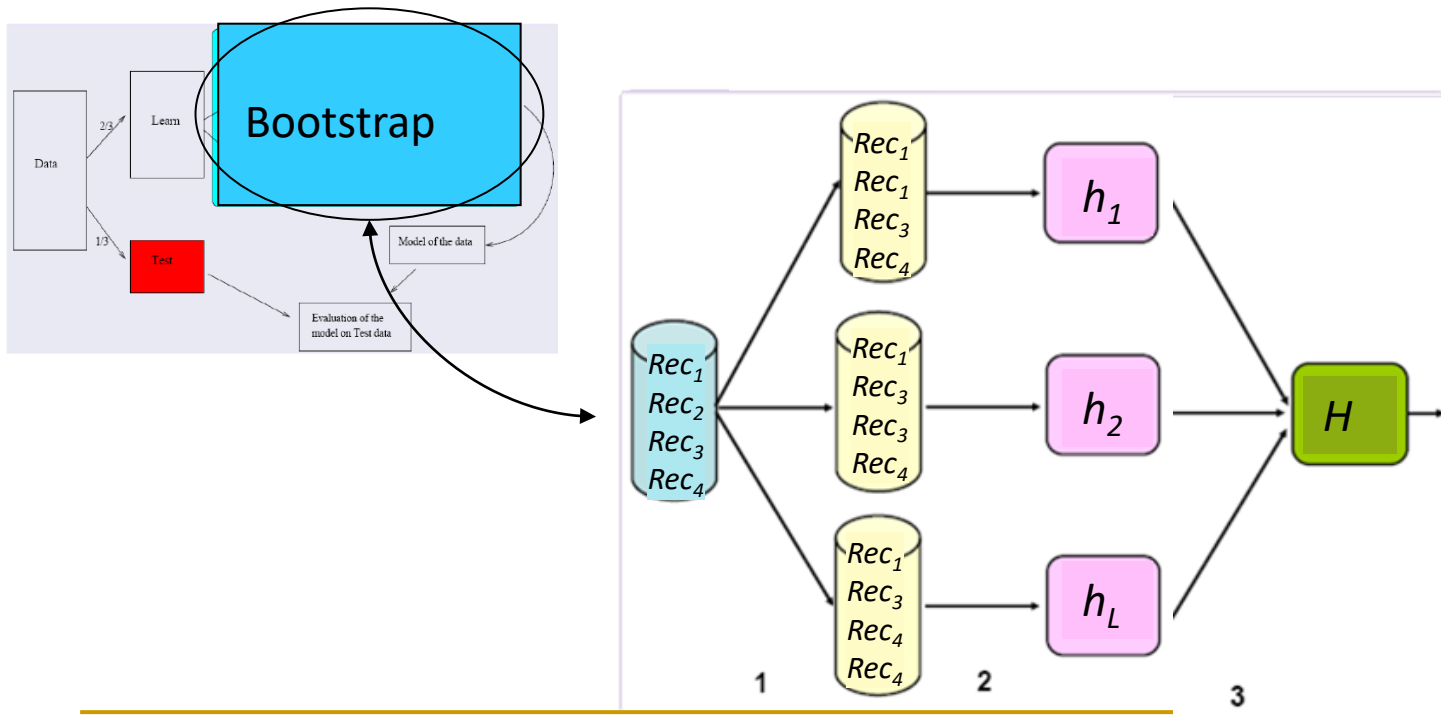 Bootstrap
Data
2/3
Learn
1/3
Test
Model of the data
Evaluation of the
model on Test data
Rec₁
Rec₂
Rec₃
Rec₄
Rec₁
Rec₁
Rec₃
Rec₄
Rec₁
Rec₃
Rec₃
Rec₄
Rec₁
Rec₃
Rec₄
Rec₄
h₁
h₂
h_L
H
1
2
3